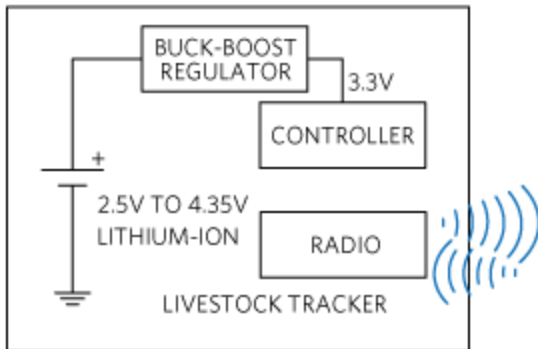 BUCK-BOOST
REGULATOR
3.3V
CONTROLLER
+
2.5V TO 4.35V
LITHIUM-ION
RADIO
LIVESTOCK TRACKER